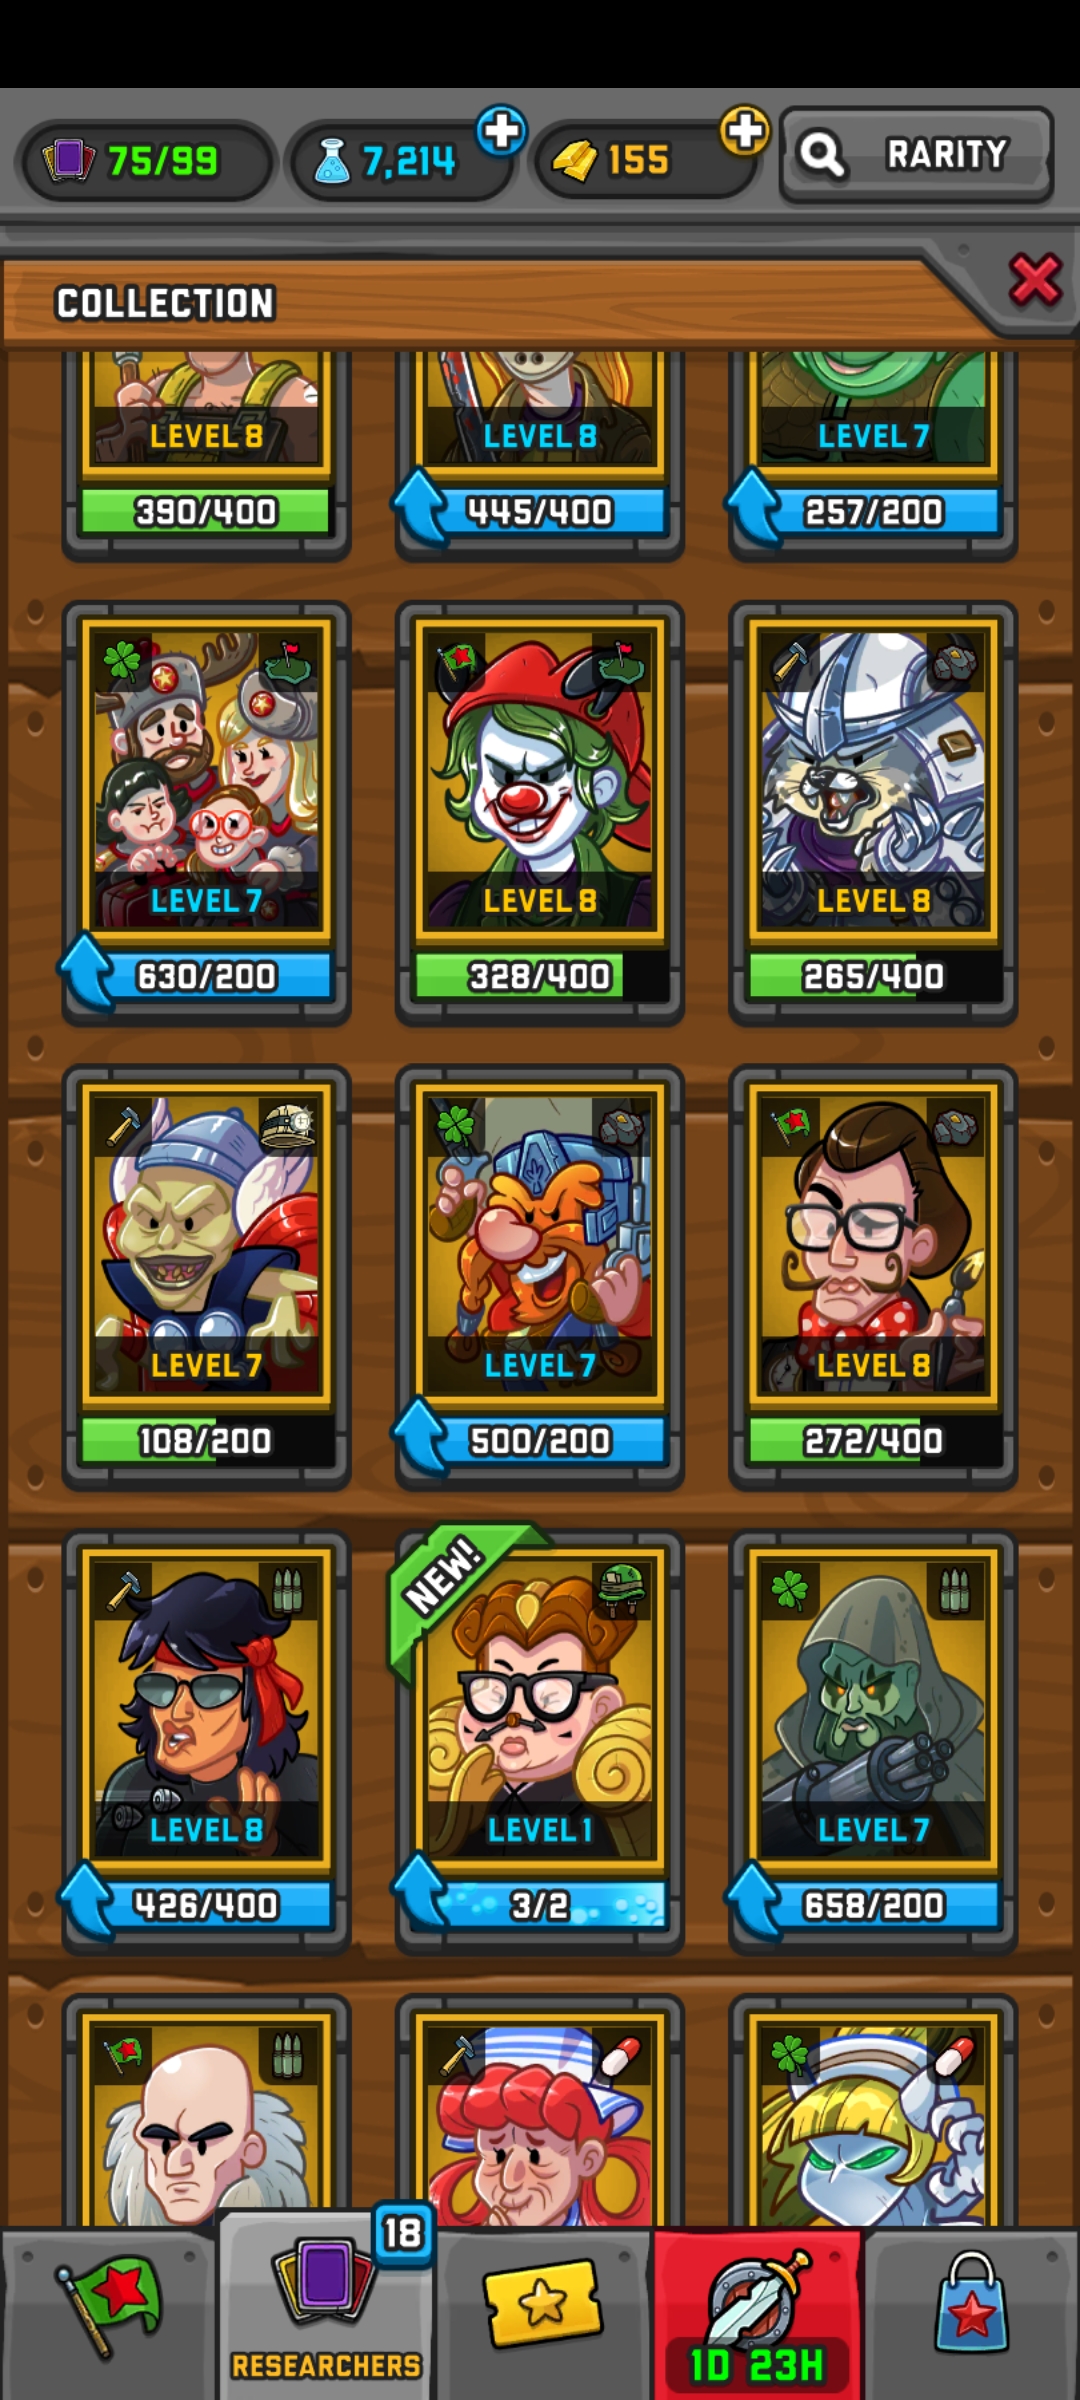 75/99 7,214 155 RARITY
COLLECTION
LEVEL 8 LEVEL 8 LEVEL 7
390/400 445/400 257/200
LEVEL 7 LEVEL 8 LEVEL 8
630/200 328/400 265/400
LEVEL 7 LEVEL 7 LEVEL 8
108/200 500/200 272/400
NEW!
LEVEL 8 LEVEL 1 LEVEL 7
426/400 3/2 658/200
18
RESEARCHERS 1D 23H